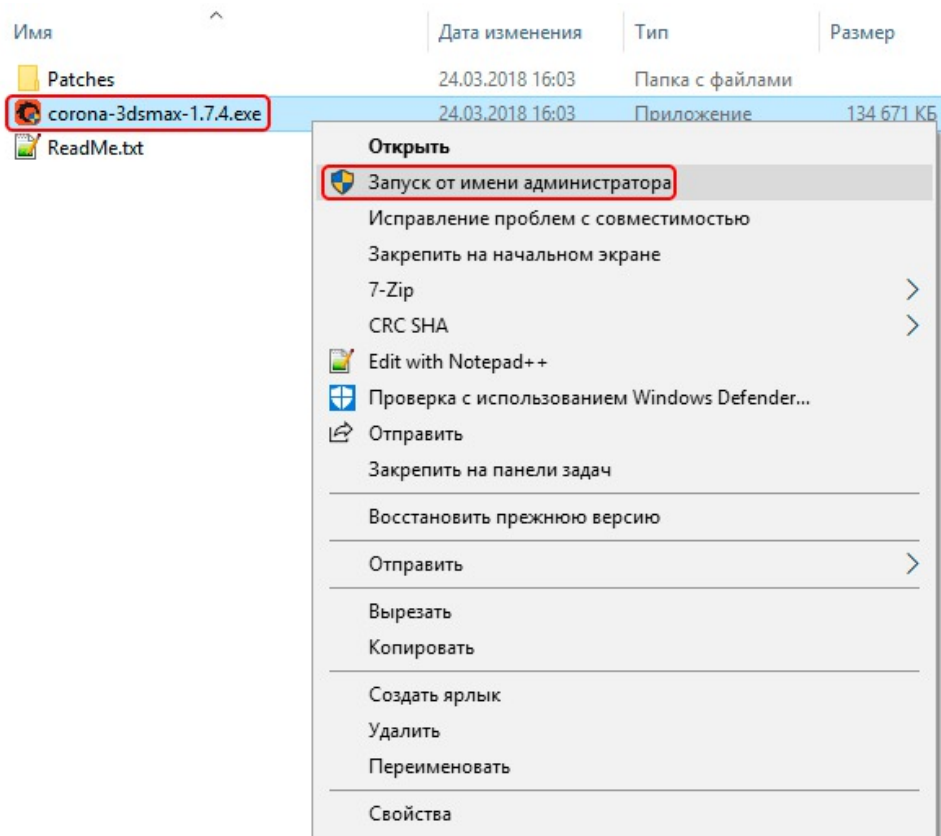 Имя Дата изменения Тип Размер
Patches 24.03.2018 16:03 Папка с файлами
corona-3dsmax-1.7.4.exe 24.03.2018 16:03 Приложение 134 671 КБ
ReadMe.txt
Открыть
Запуск от имени администратора
Исправление проблем с совместимостью
Закрепить на начальном экране
7-Zip
CRC SHA
Edit with Notepad++
Проверка с использованием Windows Defender...
Отправить
Закрепить на панели задач
Восстановить прежнюю версию
Отправить
Вырезать
Копировать
Создать ярлык
Удалить
Переименовать
Свойства